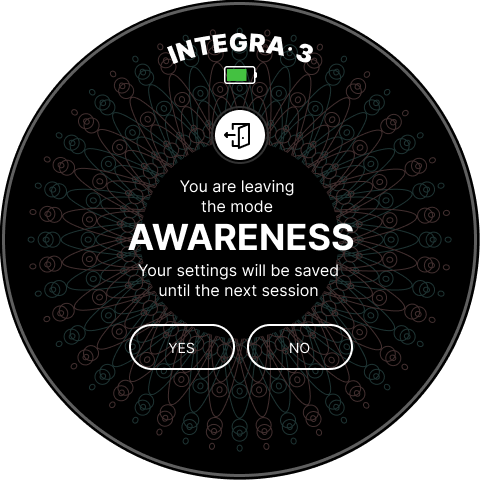 INTEGRA·3
You are leaving
the mode
AWARENESS
Your settings will be saved
until the next session
YES
NO